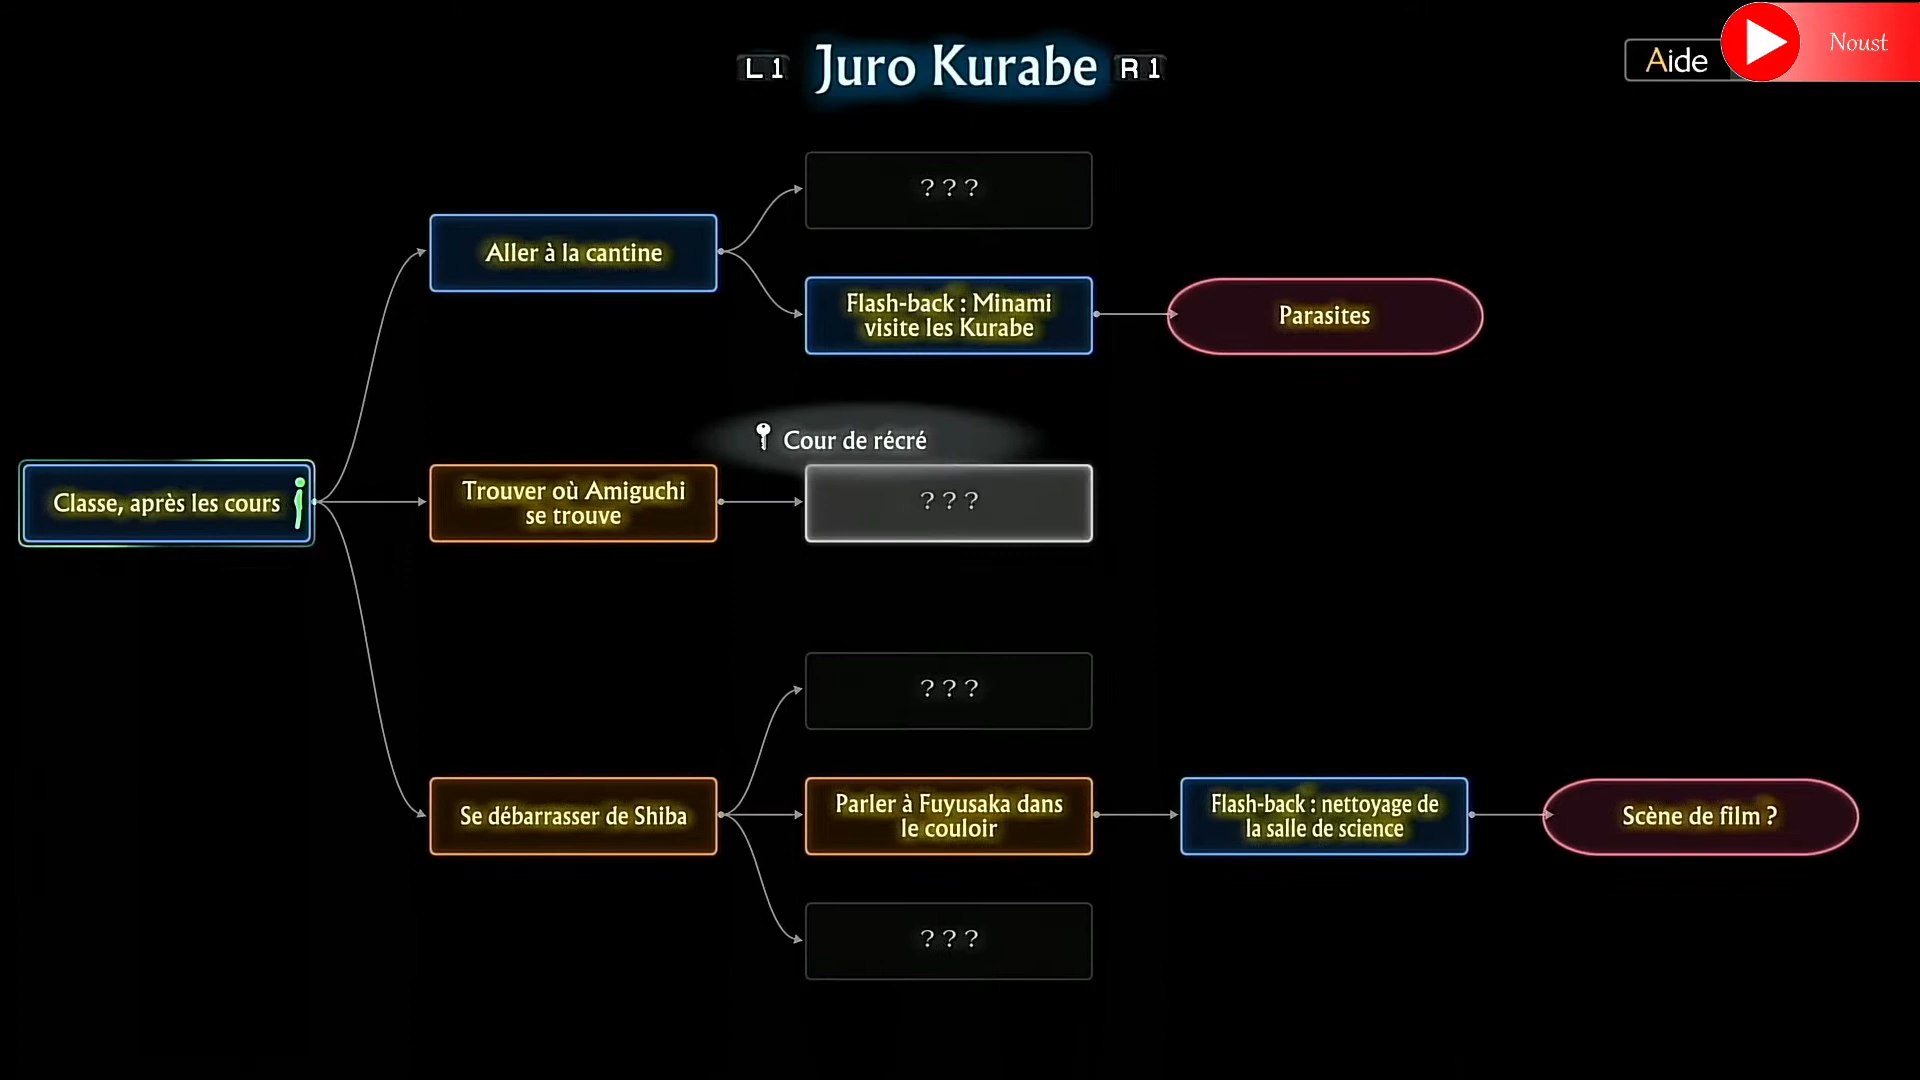 L1 Juro Kurabe R1
Aide
Noust
? ? ?
Aller à la cantine
Flash-back : Minami
visite les Kurabe
Parasites
Cour de récré
Classe, après les cours
Trouver où Amiguchi
se trouve
? ? ?
? ? ?
Se débarrasser de Shiba
Parler à Fuyusaka dans
le couloir
Flash-back : nettoyage de
la salle de science
Scène de film ?
? ? ?